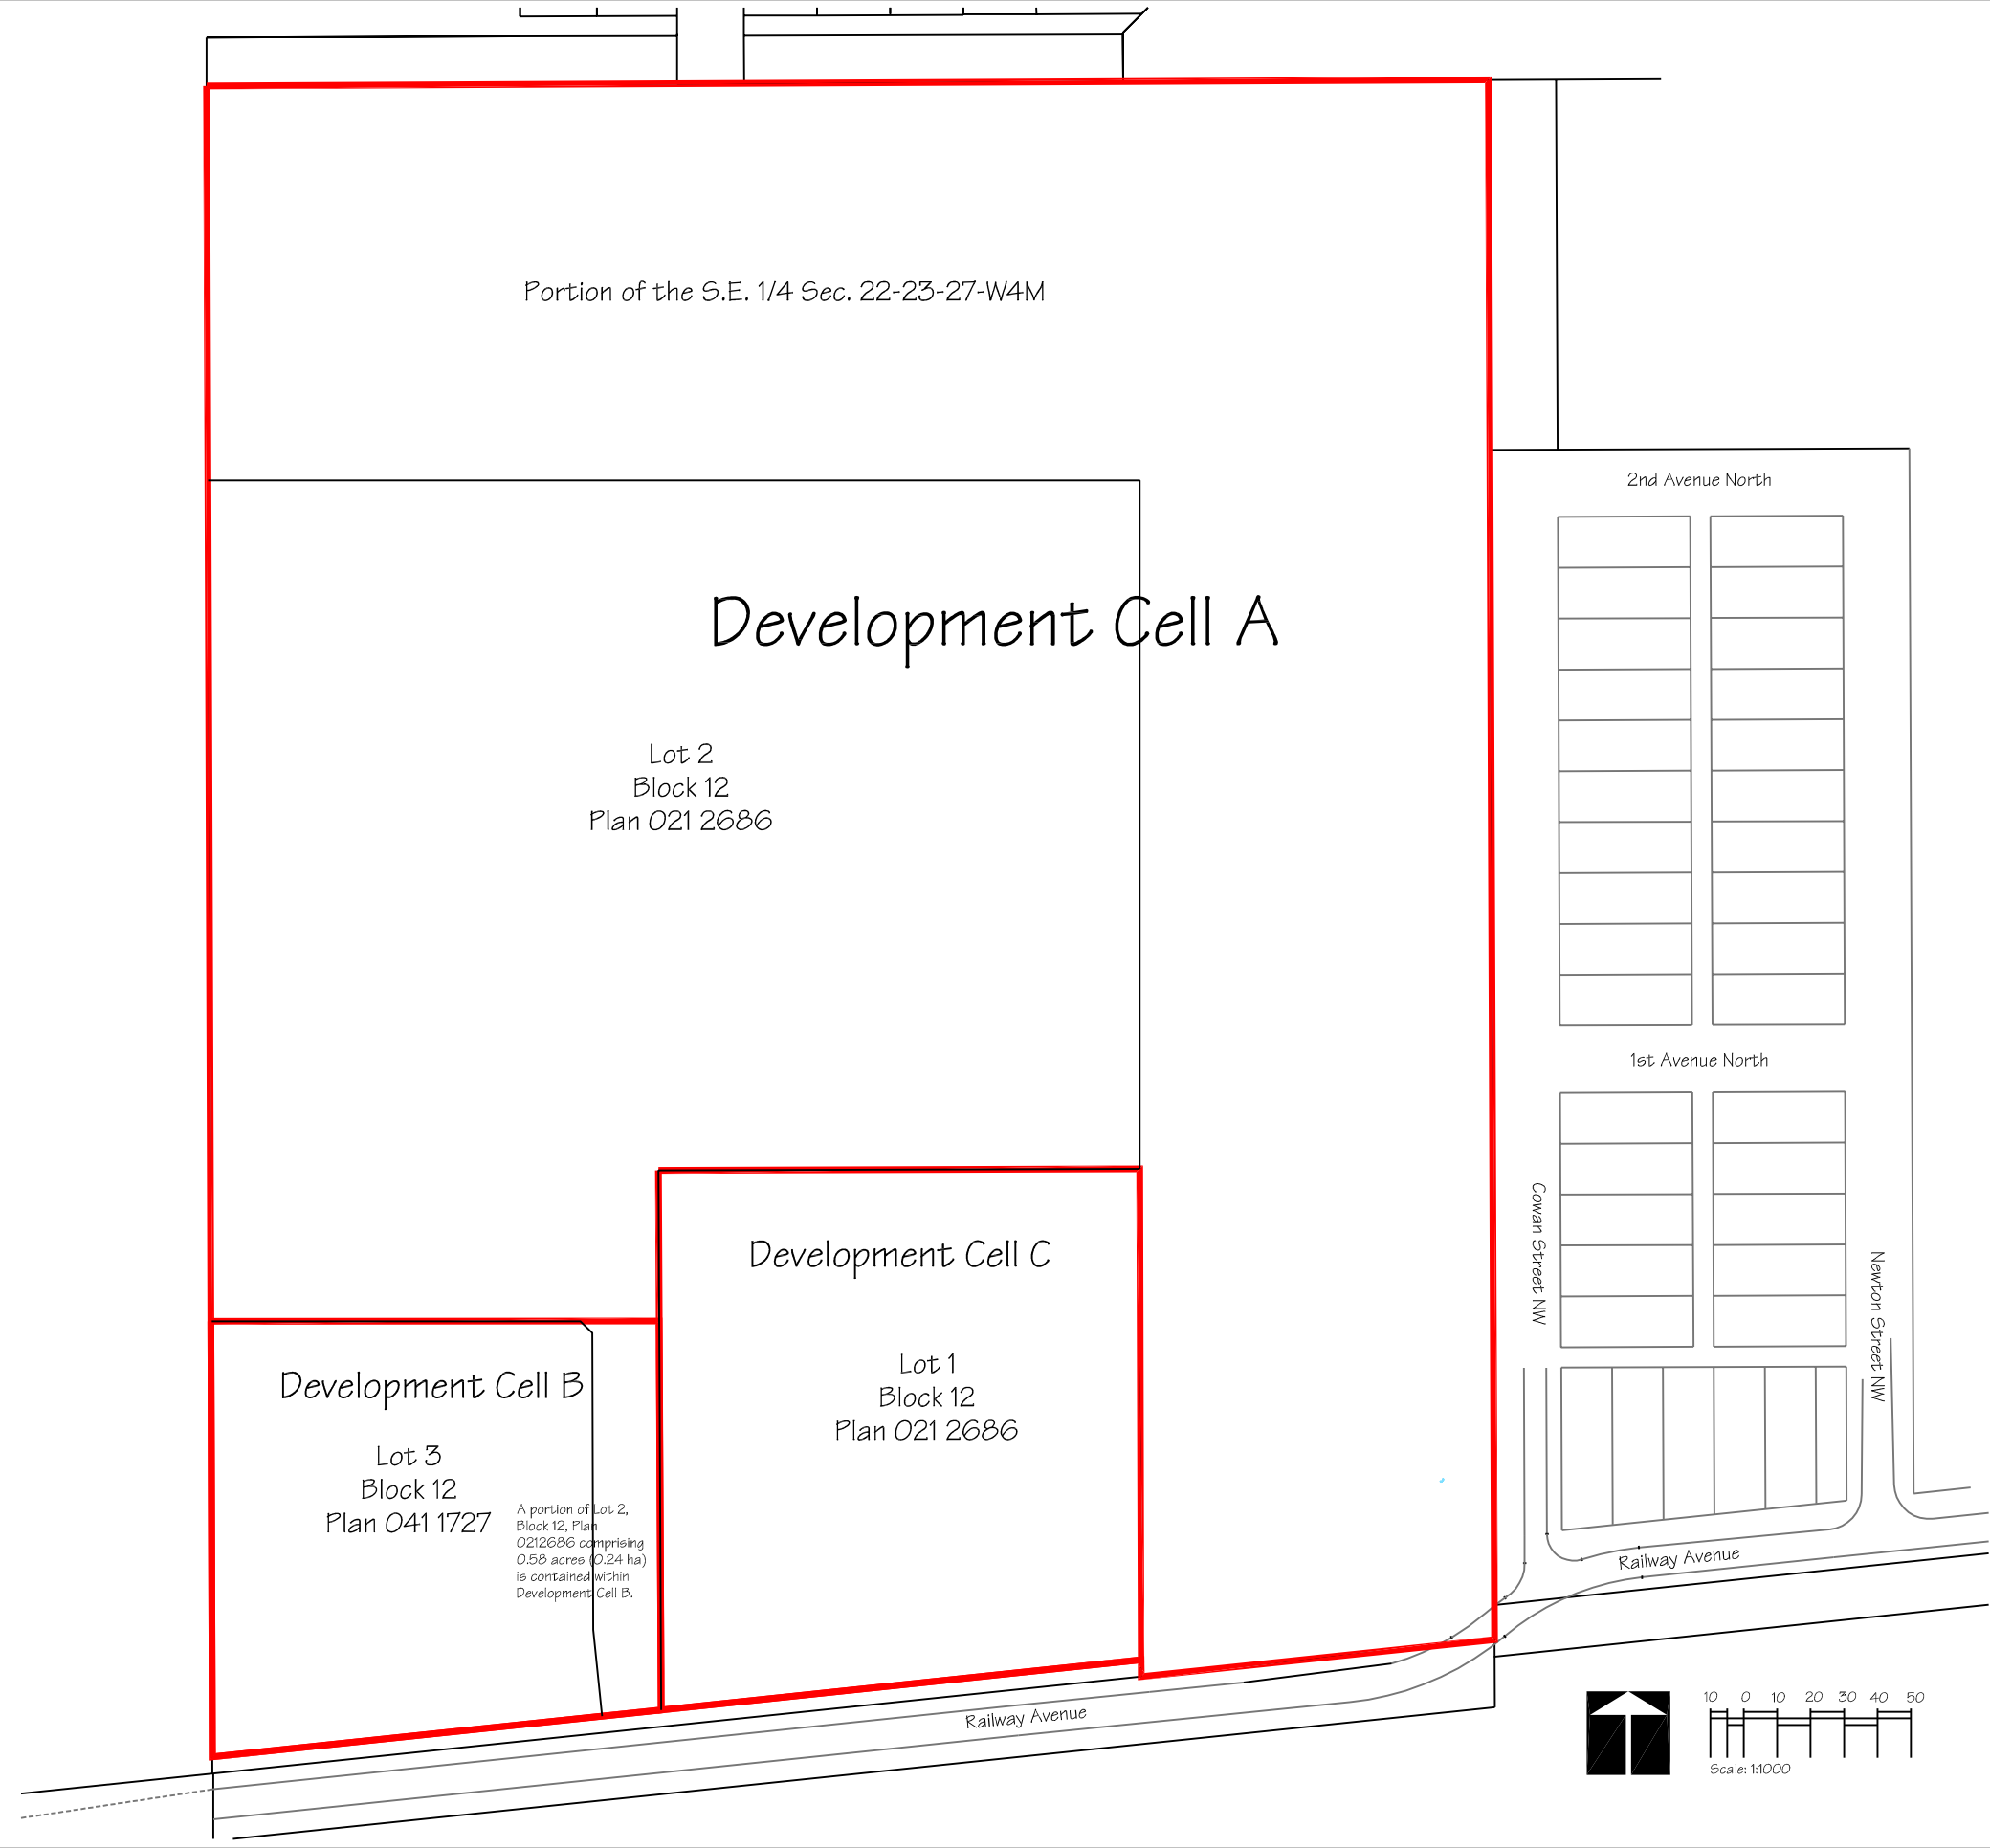 Portion of the S.E. 1/4 Sec. 22-23-27-W4M
2nd Avenue North
Development Cell A
Lot 2
Block 12
Plan 021 2686
1st Avenue North
Cowan Street NW
Newton Street NW
Development Cell C
Lot 1
Block 12
Plan 021 2686
Development Cell B
Lot 3
Block 12
Plan 041 1727
A portion of Lot 2,
Block 12, Plan
0212686 comprising
0.58 acres (0.24 ha)
is contained within
Development Cell B.
Railway Avenue
Railway Avenue
10 0 10 20 30 40 50
Scale: 1:1000